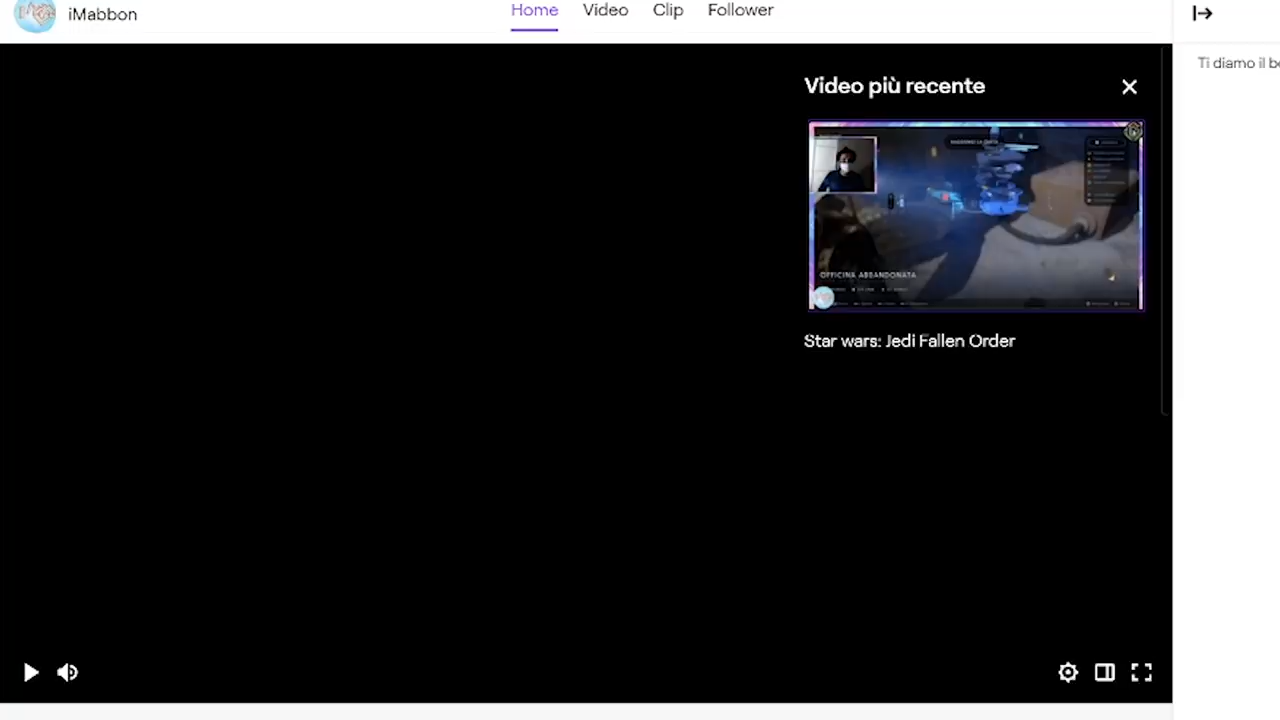 iMabbon
Home Video Clip Follower
Ti diamo il b
Video più recente
OFFICINA ABBANDONATA
Star wars: Jedi Fallen Order